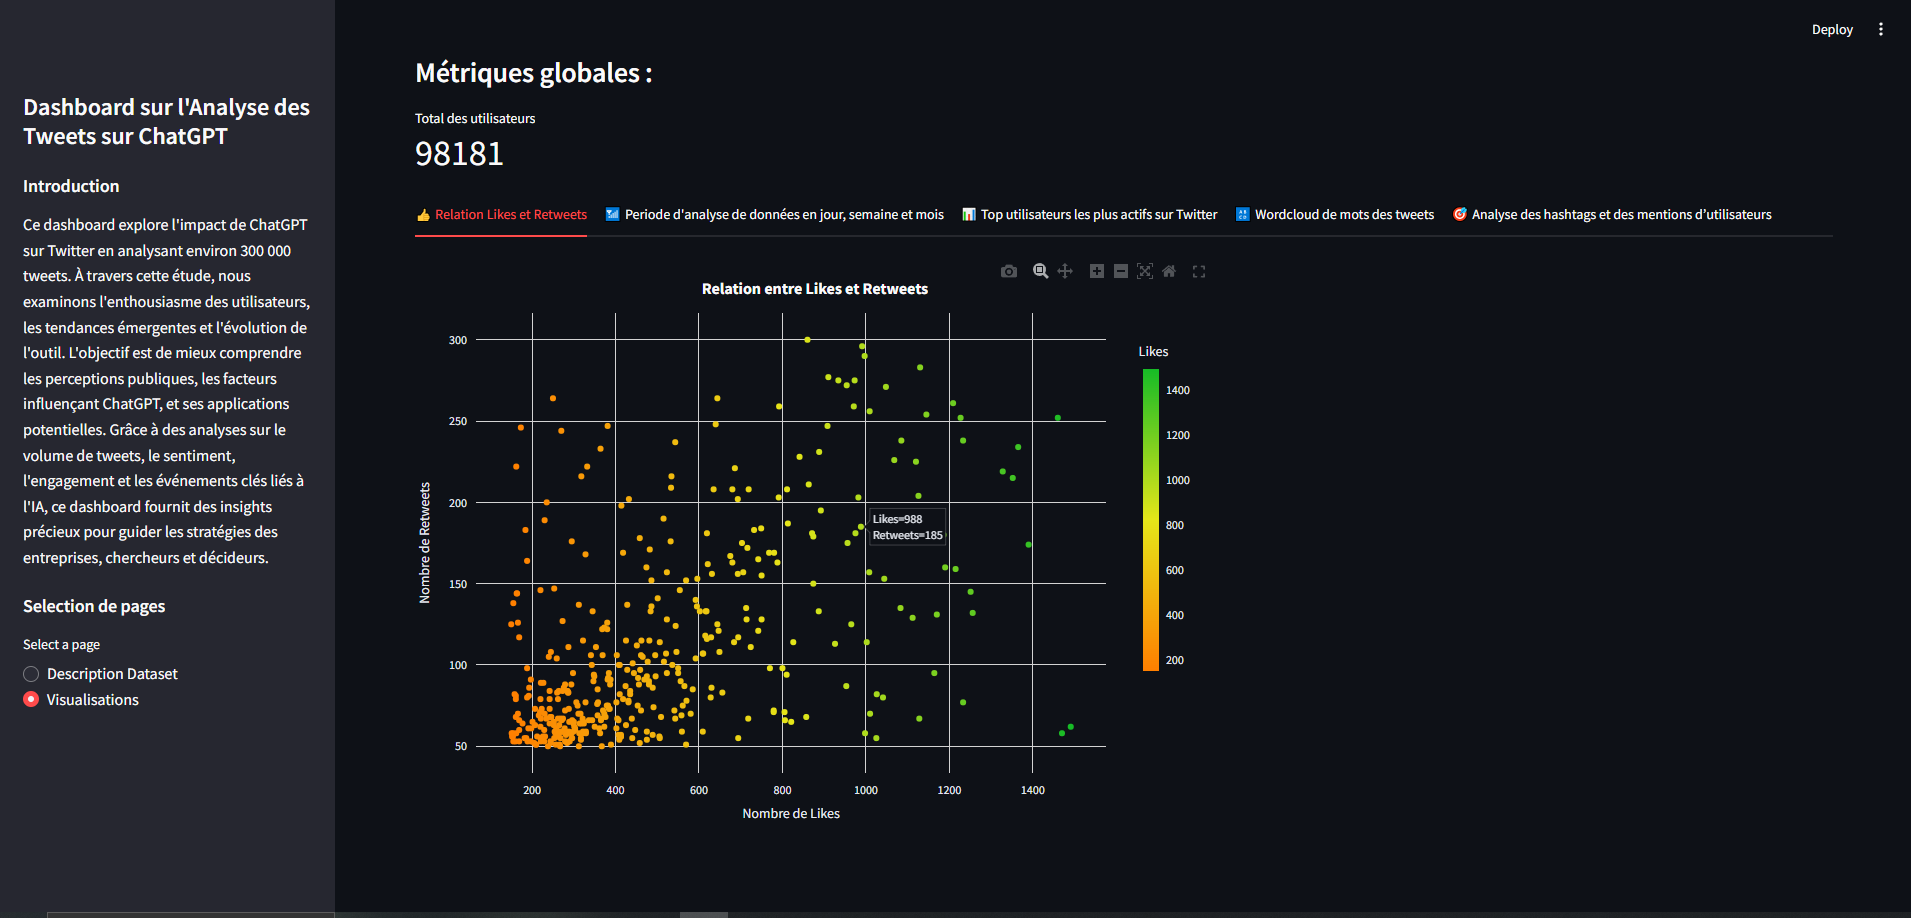 Deploy
Dashboard sur l'Analyse des
Tweets sur ChatGPT
Introduction
Ce dashboard explore l'impact de ChatGPT
sur Twitter en analysant environ 300 000
tweets. À travers cette étude, nous
examinons l'enthousiasme des utilisateurs,
les tendances émergentes et l'évolution de
l'outil. L'objectif est de mieux comprendre
les perceptions publiques, les facteurs
influençant ChatGPT, et ses applications
potentielles. Grâce à des analyses sur le
volume de tweets, le sentiment,
l'engagement et les événements clés liés à
l'IA, ce dashboard fournit des insights
précieux pour guider les stratégies des
entreprises, chercheurs et décideurs.
Selection de pages
Select a page
Description Dataset
Visualisations
Métriques globales :
Total des utilisateurs
98181
Relation Likes et Retweets
Periode d'analyse de données en jour, semaine et mois
Top utilisateurs les plus actifs sur Twitter
Wordcloud de mots des tweets
Analyse des hashtags et des mentions d’utilisateurs
Relation entre Likes et Retweets
Nombre de Retweets
300
250
200
150
100
50
Likes=988
Retweets=185
200
400
600
800
1000
1200
1400
Nombre de Likes
Likes
1400
1200
1000
800
600
400
200